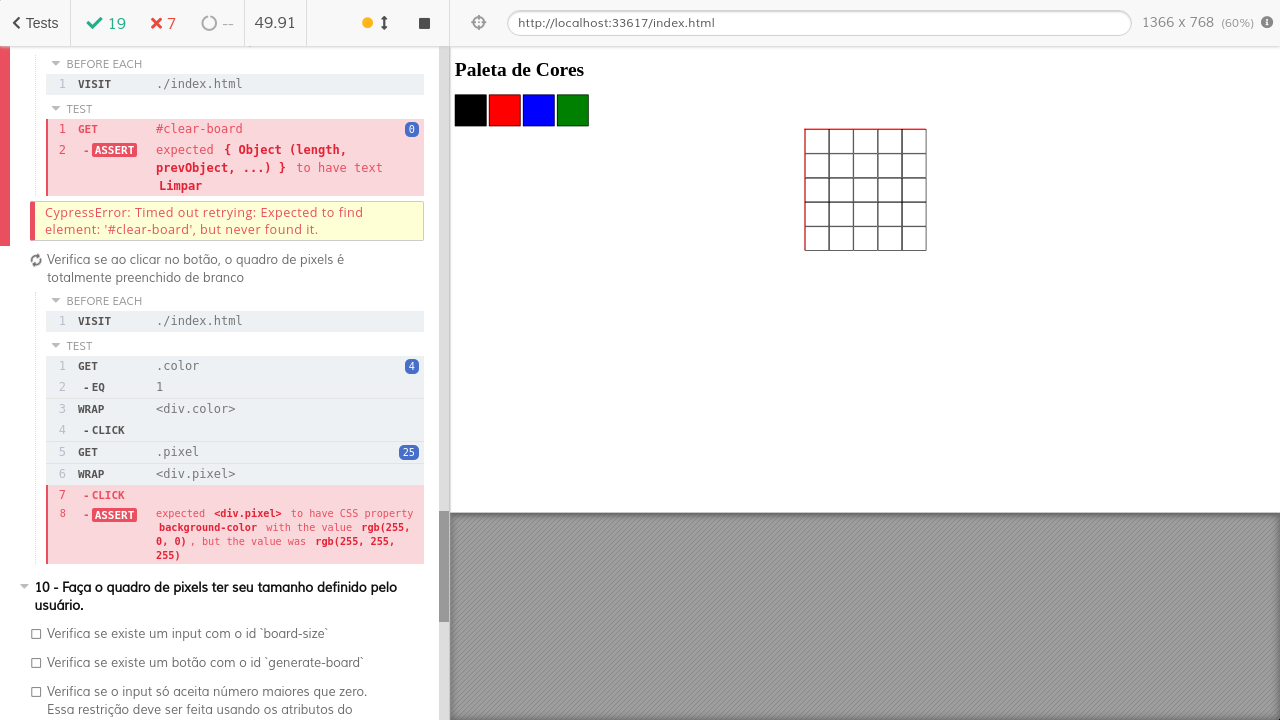 Tests
19
7
--
49.91
http://localhost:33617/index.html
1366 x 768 (60%)
BEFORE EACH
1 VISIT ./index.html
TEST
1 GET #clear-board 0
2 - ASSERT expected { Object (length,
prevObject, ...) } to have text
Limpar
CypressError: Timed out retrying: Expected to find
element: '#clear-board', but never found it.
Verifica se ao clicar no botão, o quadro de pixels é
totalmente preenchido de branco
BEFORE EACH
1 VISIT ./index.html
TEST
1 GET .color 4
2 - EQ 1
3 WRAP <div.color>
4 - CLICK
5 GET .pixel 25
6 WRAP <div.pixel>
7 - CLICK
8 - ASSERT expected <div.pixel> to have CSS property
background-color with the value rgb(255,
0, 0) , but the value was rgb(255, 255,
255)
10 - Faça o quadro de pixels ter seu tamanho definido pelo
usuário.
Verifica se existe um input com o id `board-size`
Verifica se existe um botão com o id `generate-board`
Verifica se o input só aceita número maiores que zero.
Essa restrição deve ser feita usando os atributos do
Paleta de Cores